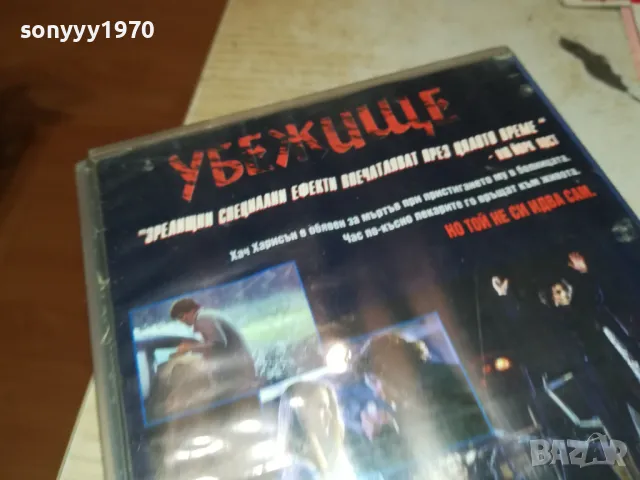 sonyyy1970
УБЕЖИЩЕ
"ЗРЕЛИЩНИ СПЕЦИАЛНИ ЕФЕКТИ ВПЕЧАТЛЯВАТ ПРЕЗ ЦЯЛОТО ВРЕМЕ"
- НЮ ЙОРК ПОСТ
Хач Харисън е обявен за мъртъв при пристигането му в болницата.
Час по-късно лекарите го връщат към живота.
НО ТОЙ НЕ СИ ИДВА САМ.
BAZAR